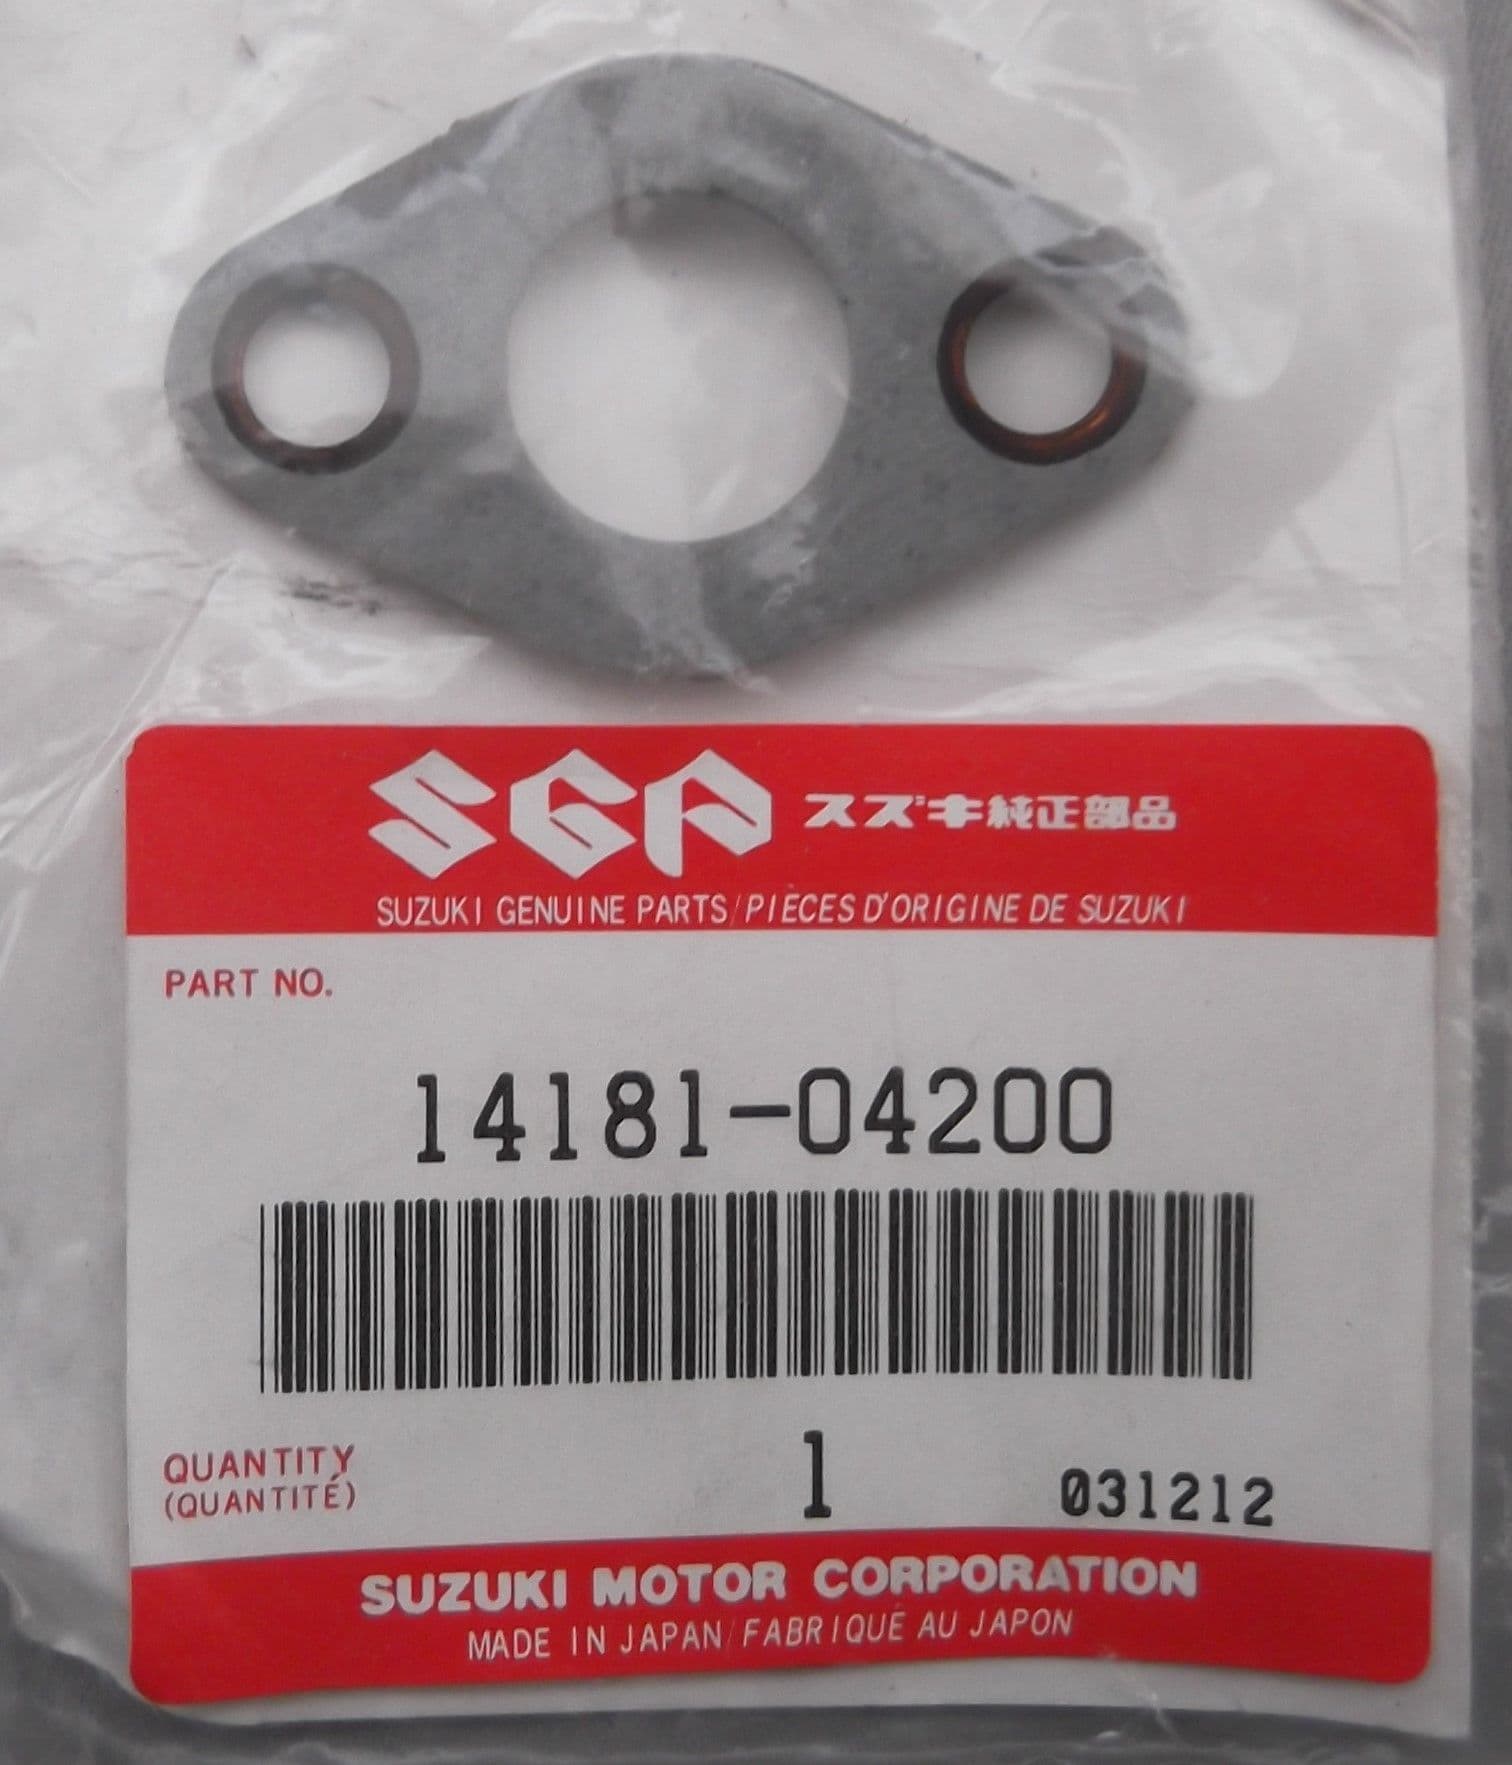 SGP スズキ純正部品
SUZUKI GENUINE PARTS/PIÈCES D'ORIGINE DE SUZUKI
PART NO.
14181-04200
QUANTITY
(QUANTITÉ)
1
031212
SUZUKI MOTOR CORPORATION
MADE IN JAPAN/FABRIQUÉ AU JAPON